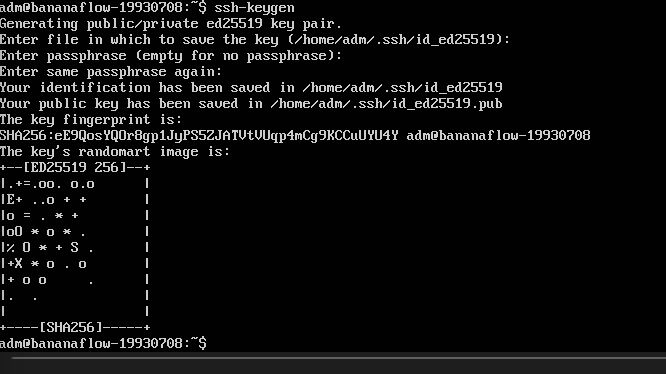 adm@bananaflow-19930708:~$ ssh-keygen
Generating public/private ed25519 key pair.
Enter file in which to save the key (/home/adm/.ssh/id_ed25519):
Enter passphrase (empty for no passphrase):
Enter same passphrase again:
Your identification has been saved in /home/adm/.ssh/id_ed25519
Your public key has been saved in /home/adm/.ssh/id_ed25519.pub
The key fingerprint is:
SHA256:eE9QosYQOr8gp1JyPS52JATVtVUqp4mCg9KCCuUYU4Y adm@bananaflow-19930708
The key's randomart image is:
+--[ED25519 256]--+
|.+=.oo. o.o      |
|E+ ..o + +       |
|o = . * +        |
|oO * o * .       |
|% O * + S .      |
|+X * o . o       |
|+ o o     .      |
|.  .             |
|                 |
+----[SHA256]-----+
adm@bananaflow-19930708:~$